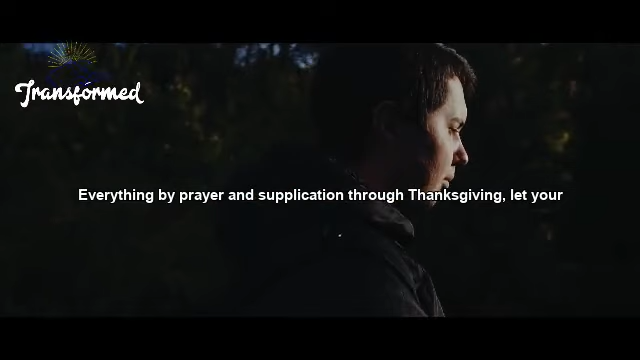 Transformed
Everything by prayer and supplication through Thanksgiving, let your